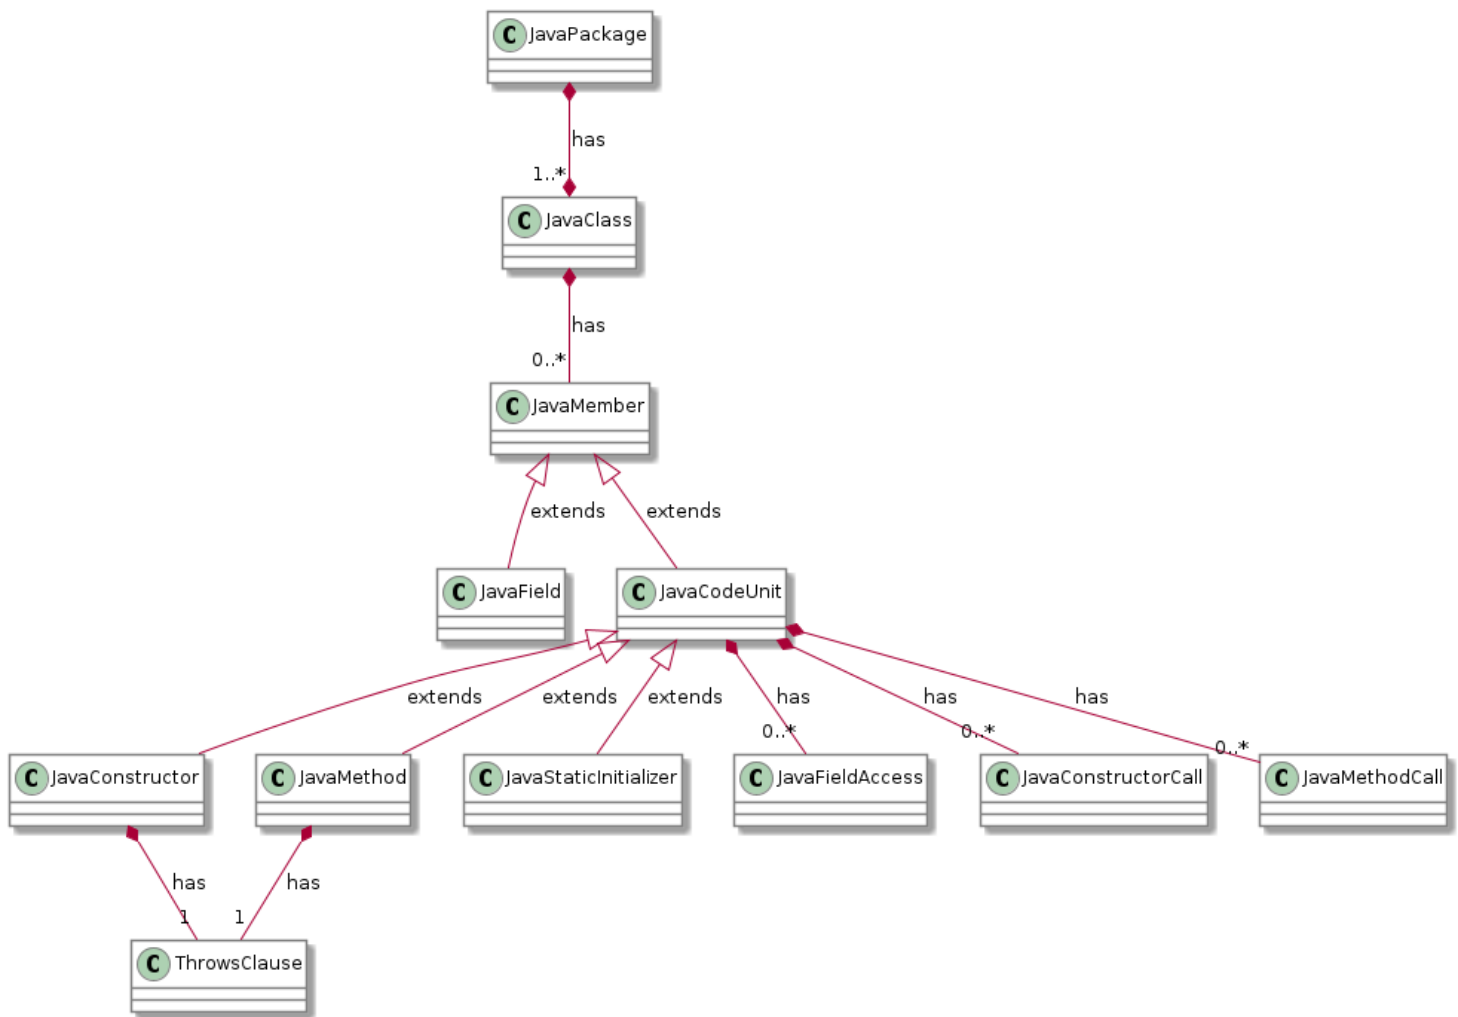 C JavaPackage
has
1..*
C JavaClass
has
0..*
C JavaMember
extends
extends
C JavaField
C JavaCodeUnit
extends
extends
extends
has
has
has
0..*
0..*
0..*
C JavaConstructor
C JavaMethod
C JavaStaticInitializer
C JavaFieldAccess
C JavaConstructorCall
C JavaMethodCall
has
has
1
1
C ThrowsClause